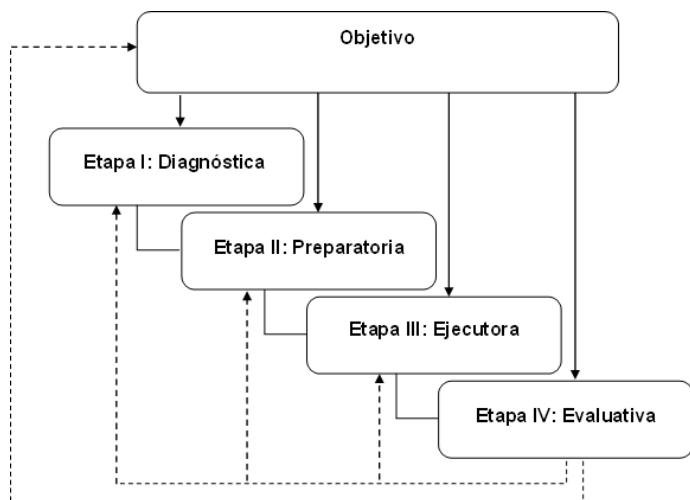 Objetivo
Etapa I: Diagnóstica
Etapa II: Preparatoria
Etapa III: Ejecutora
Etapa IV: Evaluativa